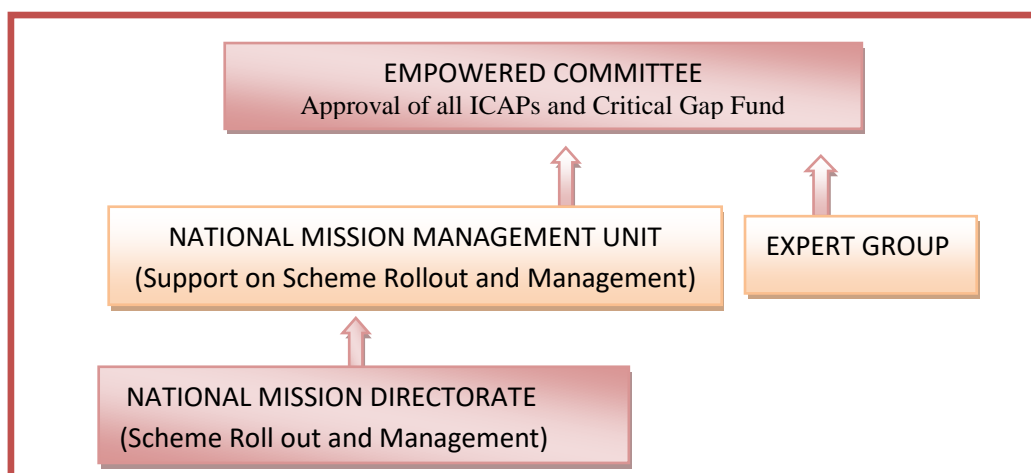 EMPOWERED COMMITTEE
Approval of all ICAPs and Critical Gap Fund
NATIONAL MISSION MANAGEMENT UNIT
(Support on Scheme Rollout and Management)
EXPERT GROUP
NATIONAL MISSION DIRECTORATE
(Scheme Roll out and Management)